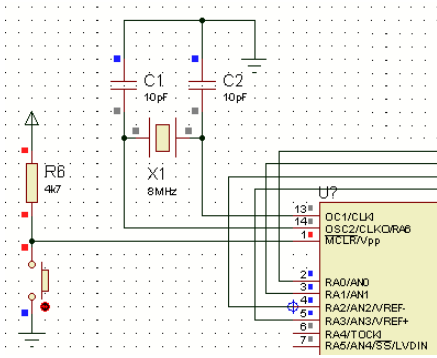 C1
10pF
C2
10pF
X1
8MHz
R6
4k7
U?
13
OC1/CLKI
14
OSC2/CLKO/RA6
1
MCLR/Vpp
2
RA0/AN0
3
RA1/AN1
4
RA2/AN2/VREF-
5
RA3/AN3/VREF+
6
RA4/TOCKI
7
RA5/AN4/SS/LVDIN